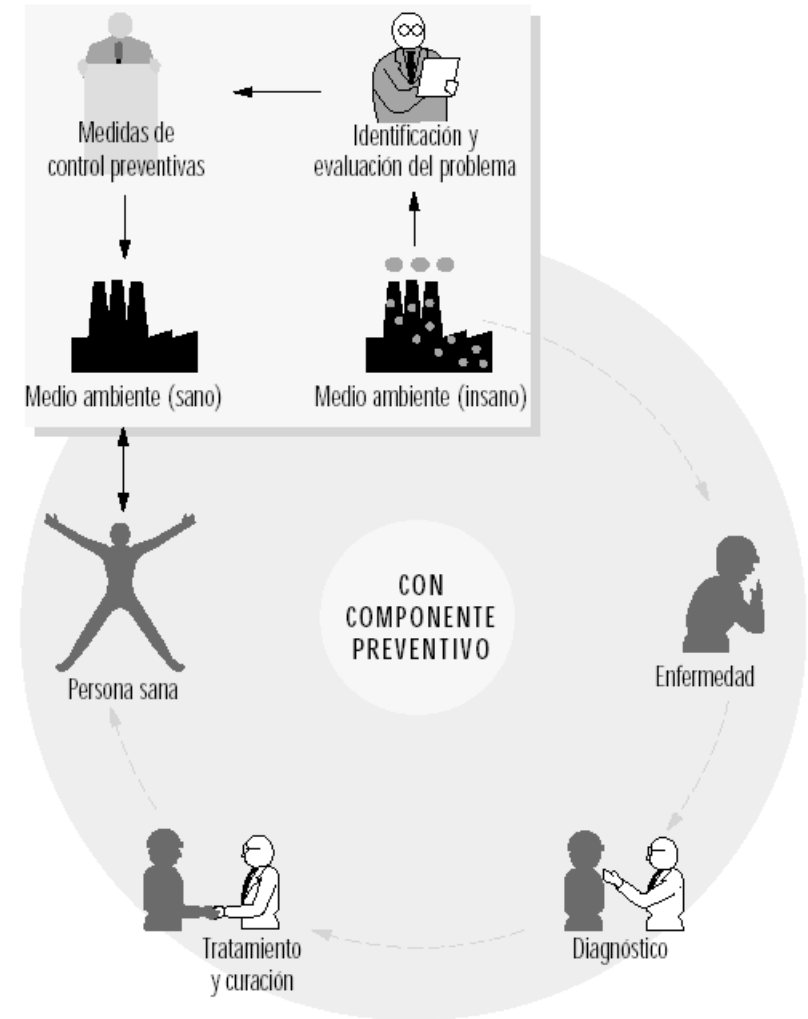 Medidas de
control preventivas
Identificación y
evaluación del problema
Medio ambiente (sano)
Medio ambiente (insano)
CON
COMPONENTE
PREVENTIVO
Persona sana
Enfermedad
Tratamiento
y curación
Diagnóstico